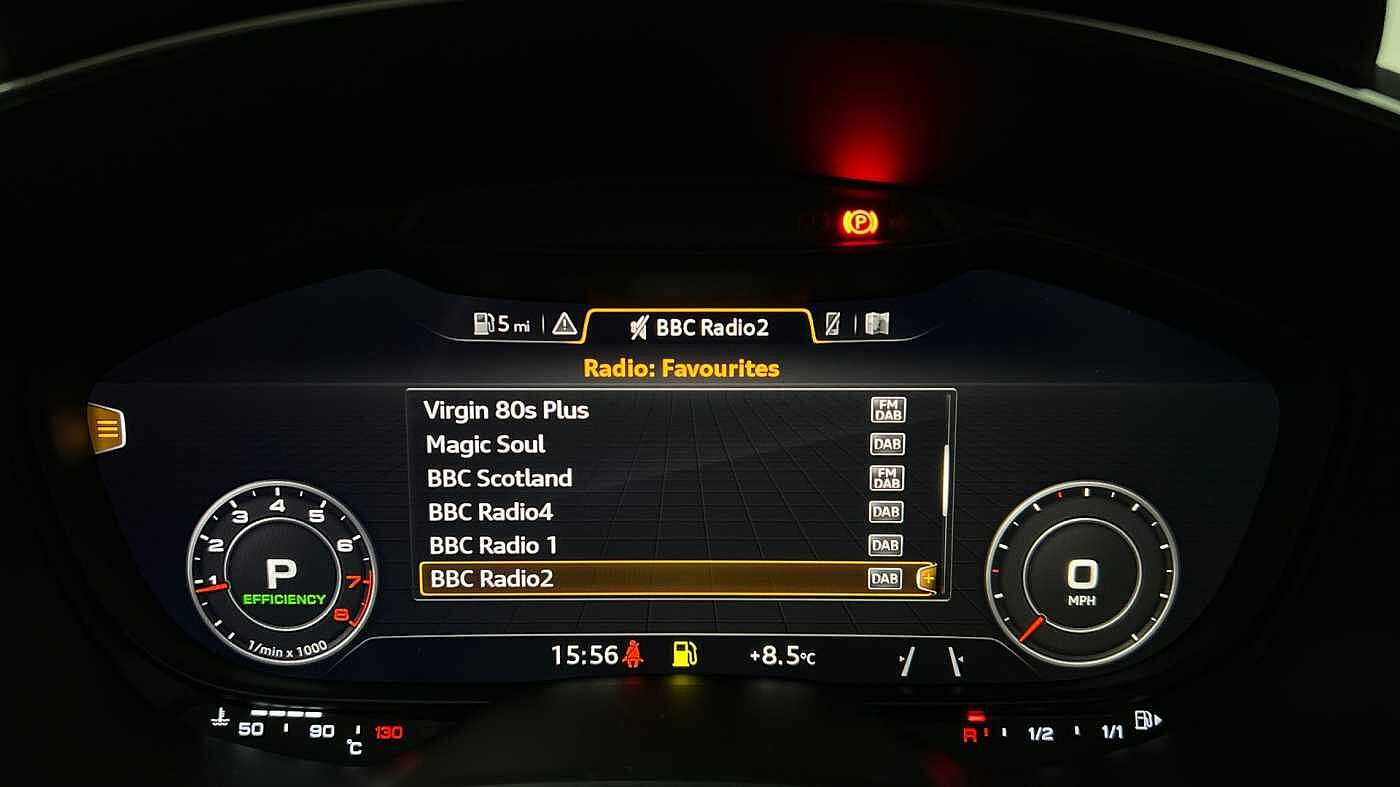 P
5 mi
BBC Radio2
Radio: Favourites
Virgin 80s Plus FM DAB
Magic Soul DAB
BBC Scotland FM DAB
BBC Radio4 DAB
BBC Radio 1 DAB
BBC Radio2 DAB +
1 2 3 4 5 6 7 8
P
EFFICIENCY
1/min x 1000
0
MPH
15:56 +8.5°C
50 90 130
°C
R 1/2 1/1